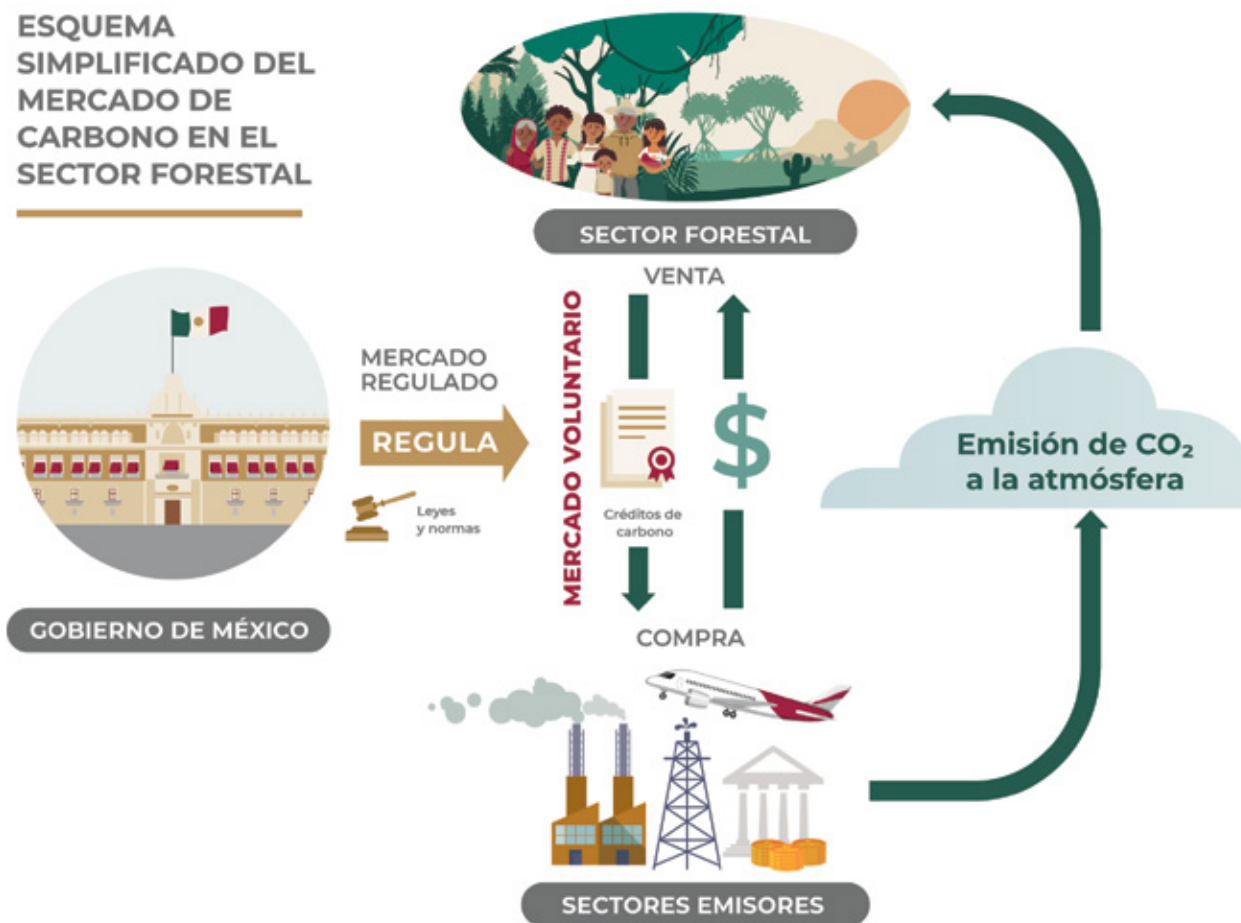 ESQUEMA
SIMPLIFICADO DEL
MERCADO DE
CARBONO EN EL
SECTOR FORESTAL
SECTOR FORESTAL
VENTA
MERCADO
REGULADO
REGULA
Leyes
y normas
MERCADO VOLUNTARIO
Créditos de
carbono
$
Emisión de CO₂
a la atmósfera
GOBIERNO DE MÉXICO
COMPRA
SECTORES EMISORES